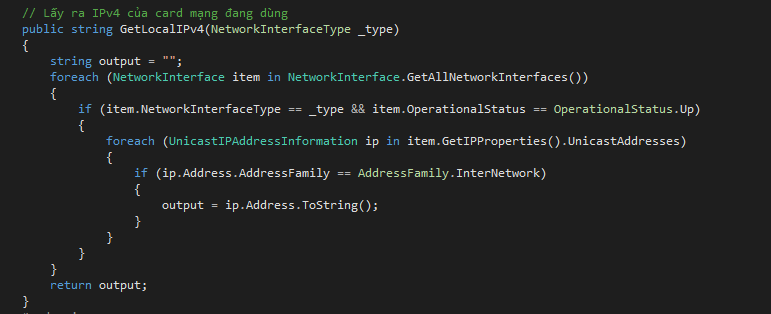 // Lấy ra IPv4 của card mạng đang dùng
public string GetLocalIPv4(NetworkInterfaceType _type)
{
    string output = "";
    foreach (NetworkInterface item in NetworkInterface.GetAllNetworkInterfaces())
    {
        if (item.NetworkInterfaceType == _type && item.OperationalStatus == OperationalStatus.Up)
        {
            foreach (UnicastIPAddressInformation ip in item.GetIPProperties().UnicastAddresses)
            {
                if (ip.Address.AddressFamily == AddressFamily.InterNetwork)
                {
                    output = ip.Address.ToString();
                }
            }
        }
    }
    return output;
}